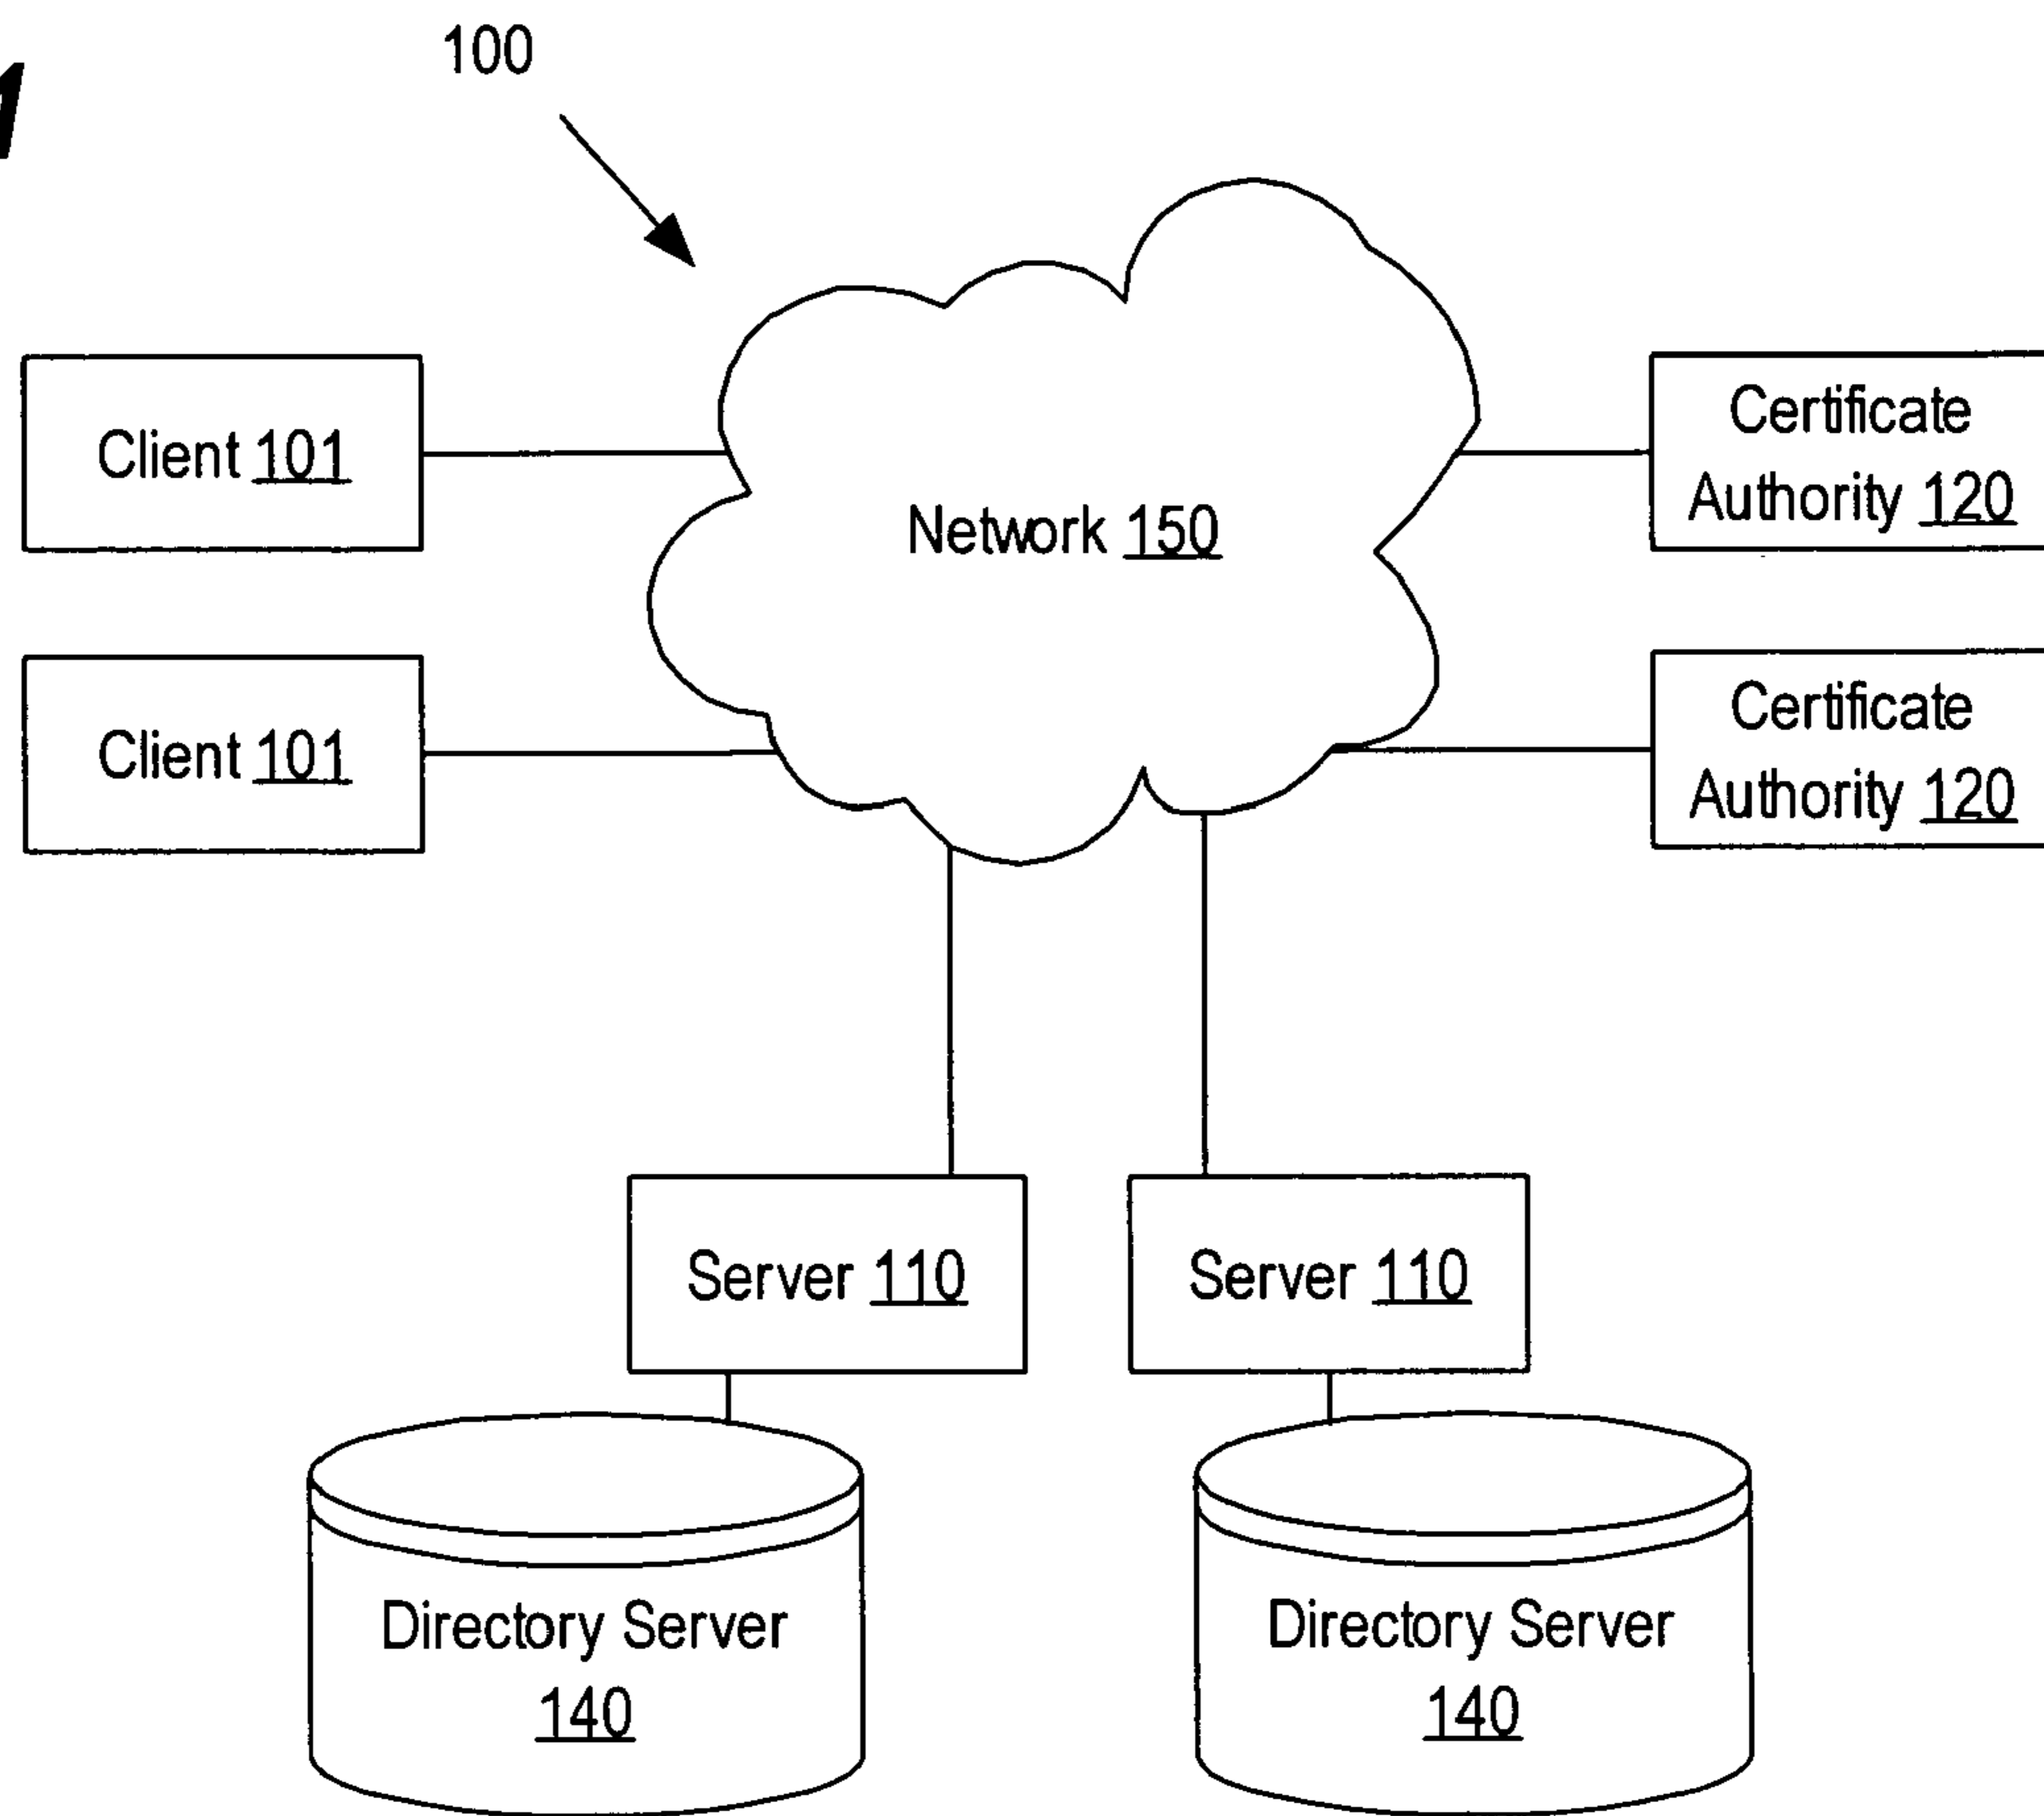 100
Client 101
Certificate
Authority 120
Network 150
Client 101
Certificate
Authority 120
Server 110
Server 110
Directory Server
140
Directory Server
140